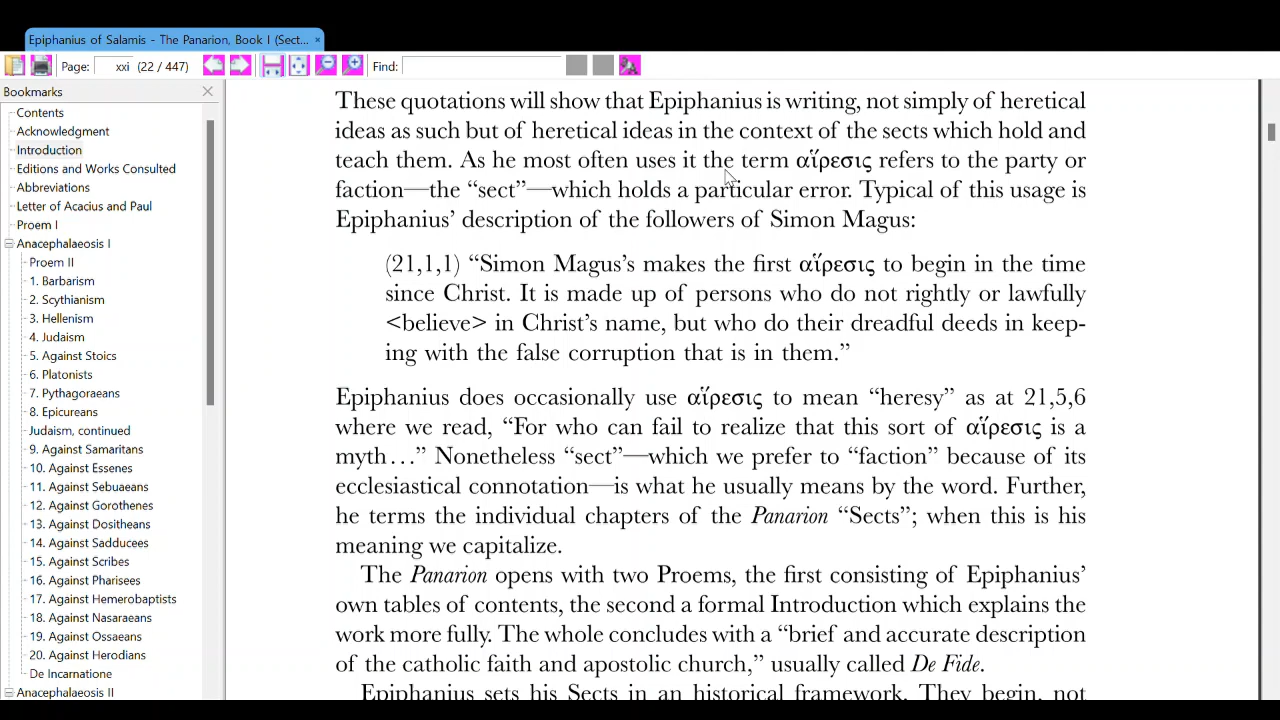 Epiphanius of Salamis - The Panarion, Book I (Sect... ×
Page: xxi (22 / 447) Find:
Bookmarks
Contents
Acknowledgment
Introduction
Editions and Works Consulted
Abbreviations
Letter of Acacius and Paul
Proem I
Anacephalaeosis I
Proem II
1. Barbarism
2. Scythianism
3. Hellenism
4. Judaism
5. Against Stoics
6. Platonists
7. Pythagoraeans
8. Epicureans
Judaism, continued
9. Against Samaritans
10. Against Essenes
11. Against Sebuaeans
12. Against Gorothenes
13. Against Dositheans
14. Against Sadducees
15. Against Scribes
16. Against Pharisees
17. Against Hemerobaptists
18. Against Nasaraeans
19. Against Ossaeans
20. Against Herodians
De Incarnatione
Anacephalaeosis II
These quotations will show that Epiphanius is writing, not simply of heretical
ideas as such but of heretical ideas in the context of the sects which hold and
teach them. As he most often uses it the term αἵρεσις refers to the party or
faction—the “sect”—which holds a particular error. Typical of this usage is
Epiphanius’ description of the followers of Simon Magus:
(21,1,1) “Simon Magus’s makes the first αἵρεσις to begin in the time
since Christ. It is made up of persons who do not rightly or lawfully
<believe> in Christ’s name, but who do their dreadful deeds in keep-
ing with the false corruption that is in them.”
Epiphanius does occasionally use αἵρεσις to mean “heresy” as at 21,5,6
where we read, “For who can fail to realize that this sort of αἵρεσις is a
myth . . .” Nonetheless “sect”—which we prefer to “faction” because of its
ecclesiastical connotation—is what he usually means by the word. Further,
he terms the individual chapters of the Panarion “Sects”; when this is his
meaning we capitalize.
The Panarion opens with two Proems, the first consisting of Epiphanius’
own tables of contents, the second a formal Introduction which explains the
work more fully. The whole concludes with a “brief and accurate description
of the catholic faith and apostolic church,” usually called De Fide.
Epiphanius sets his Sects in an historical framework. They begin, not